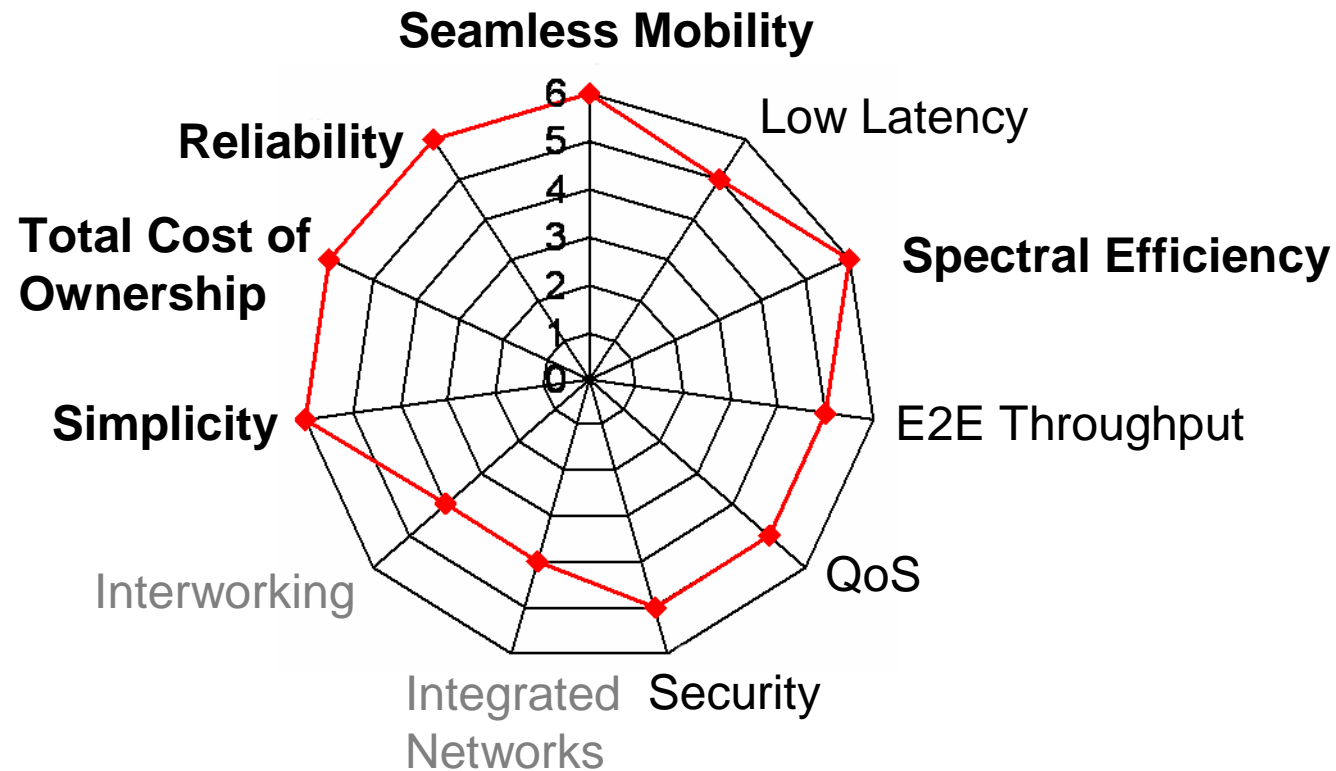 Seamless Mobility
6
Low Latency
Reliability
5
4
Total Cost of
Ownership
3
Spectral Efficiency
2
1
0
Simplicity
E2E Throughput
Interworking
QoS
Integrated
Networks
Security